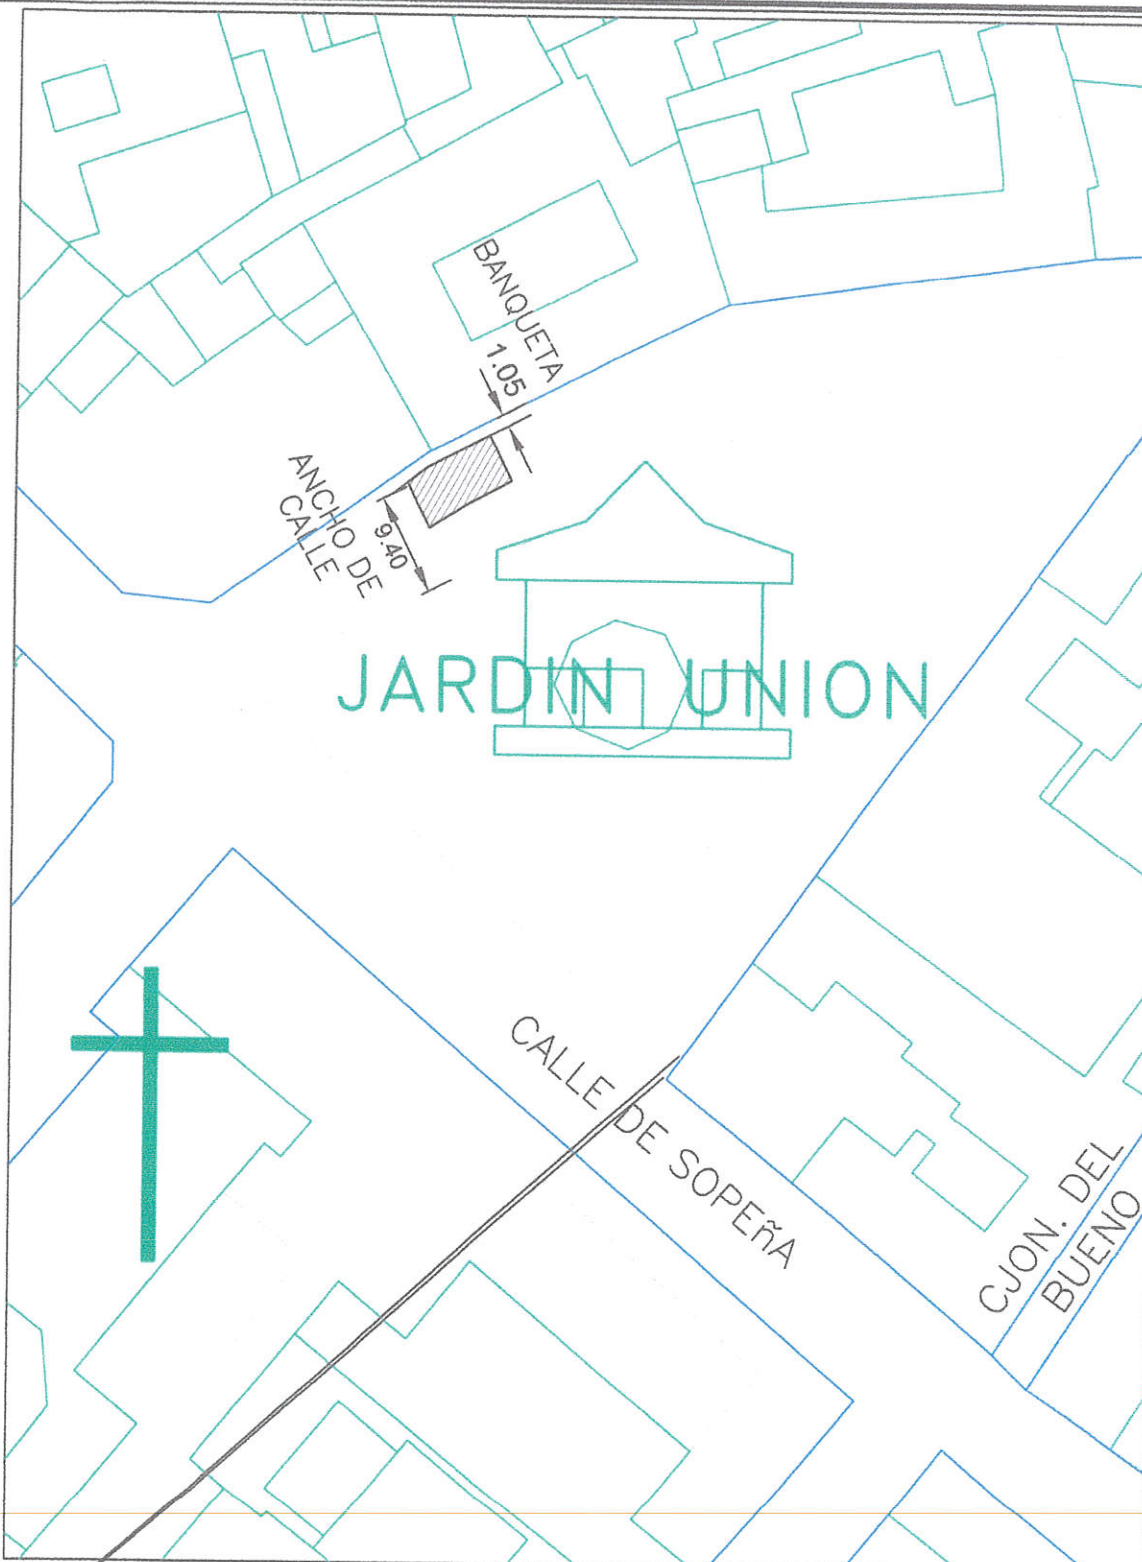 BANQUETA
1.05
ANCHO DE
CALLE
9.40
JARDIN UNION
CALLE DE SOPEñA
CJON. DEL
BUENO